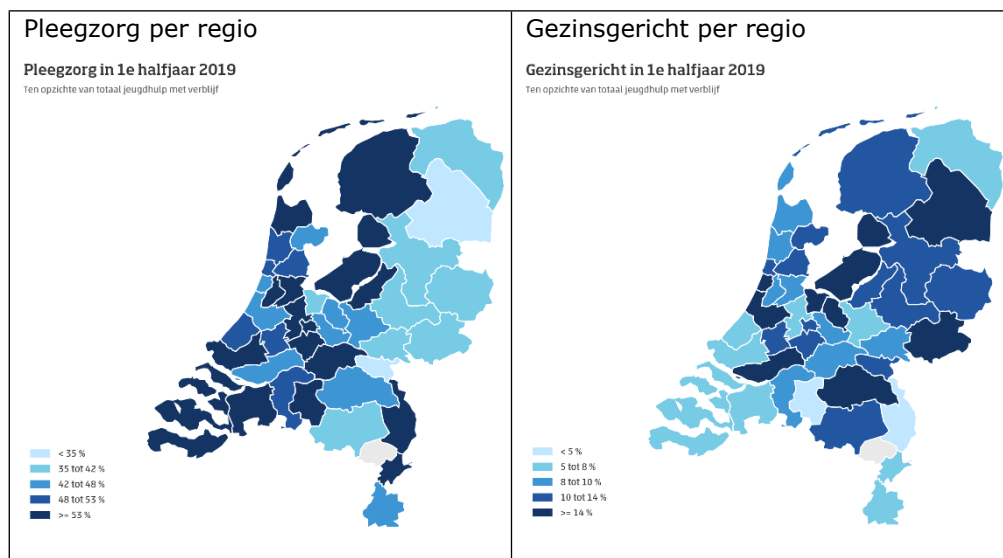 Pleegzorg per regio
Pleegzorg in 1e halfjaar 2019
Ten opzichte van totaal jeugdhulp met verblijf
< 35 %
35 tot 42 %
42 tot 48 %
48 tot 53 %
>= 53 %
Gezinsgericht per regio
Gezinsgericht in 1e halfjaar 2019
Ten opzichte van totaal jeugdhulp met verblijf
< 5 %
5 tot 8 %
8 tot 10 %
10 tot 14 %
>= 14 %